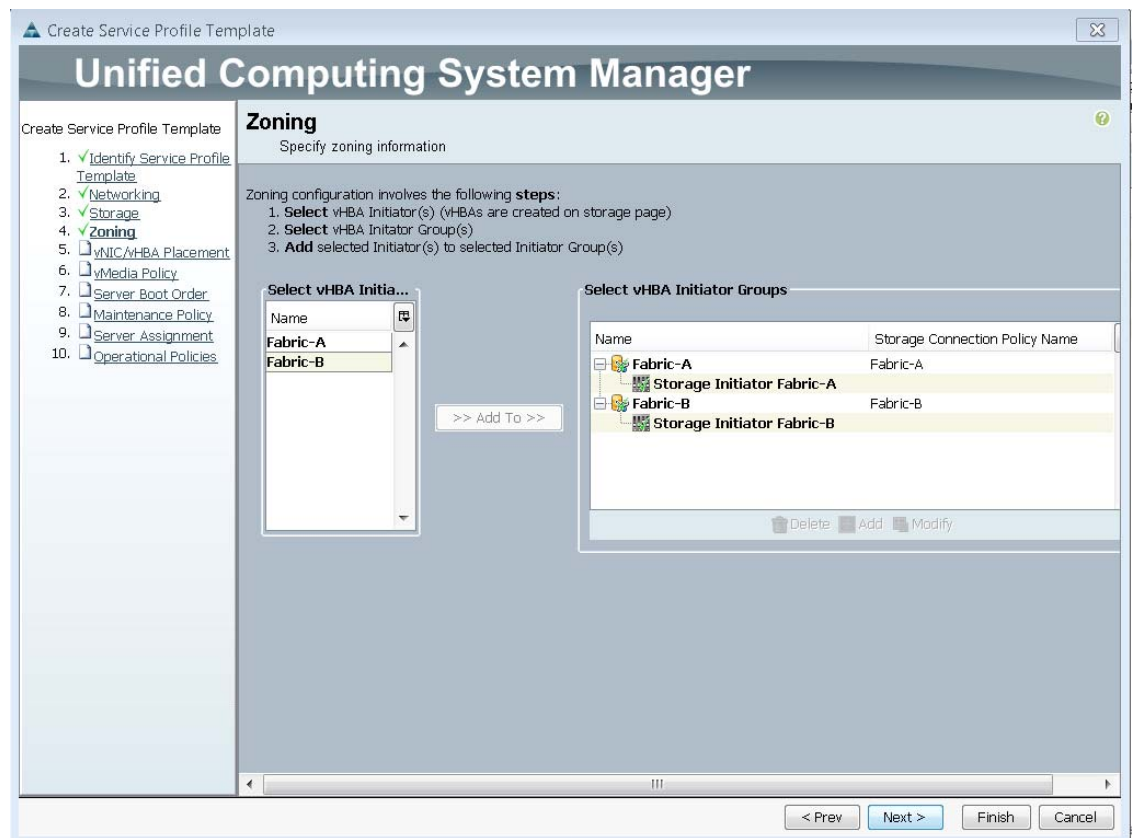 Create Service Profile Template
Unified Computing System Manager
Create Service Profile Template
1. √Identify Service Profile
Template
2. √Networking
3. √Storage
4. √Zoning
5. vNIC/vHBA Placement
6. vMedia Policy
7. Server Boot Order
8. Maintenance Policy
9. Server Assignment
10. Operational Policies
Zoning
Specify zoning information
Zoning configuration involves the following steps:
1. Select vHBA Initiator(s) (vHBAs are created on storage page)
2. Select vHBA Initator Group(s)
3. Add selected Initiator(s) to selected Initiator Group(s)
Select vHBA Initia...
Name
Fabric-A
Fabric-B
>> Add To >>
Select vHBA Initiator Groups
Name Storage Connection Policy Name
Fabric-A Fabric-A
Storage Initiator Fabric-A
Fabric-B Fabric-B
Storage Initiator Fabric-B
Delete Add Modify
< Prev Next > Finish Cancel